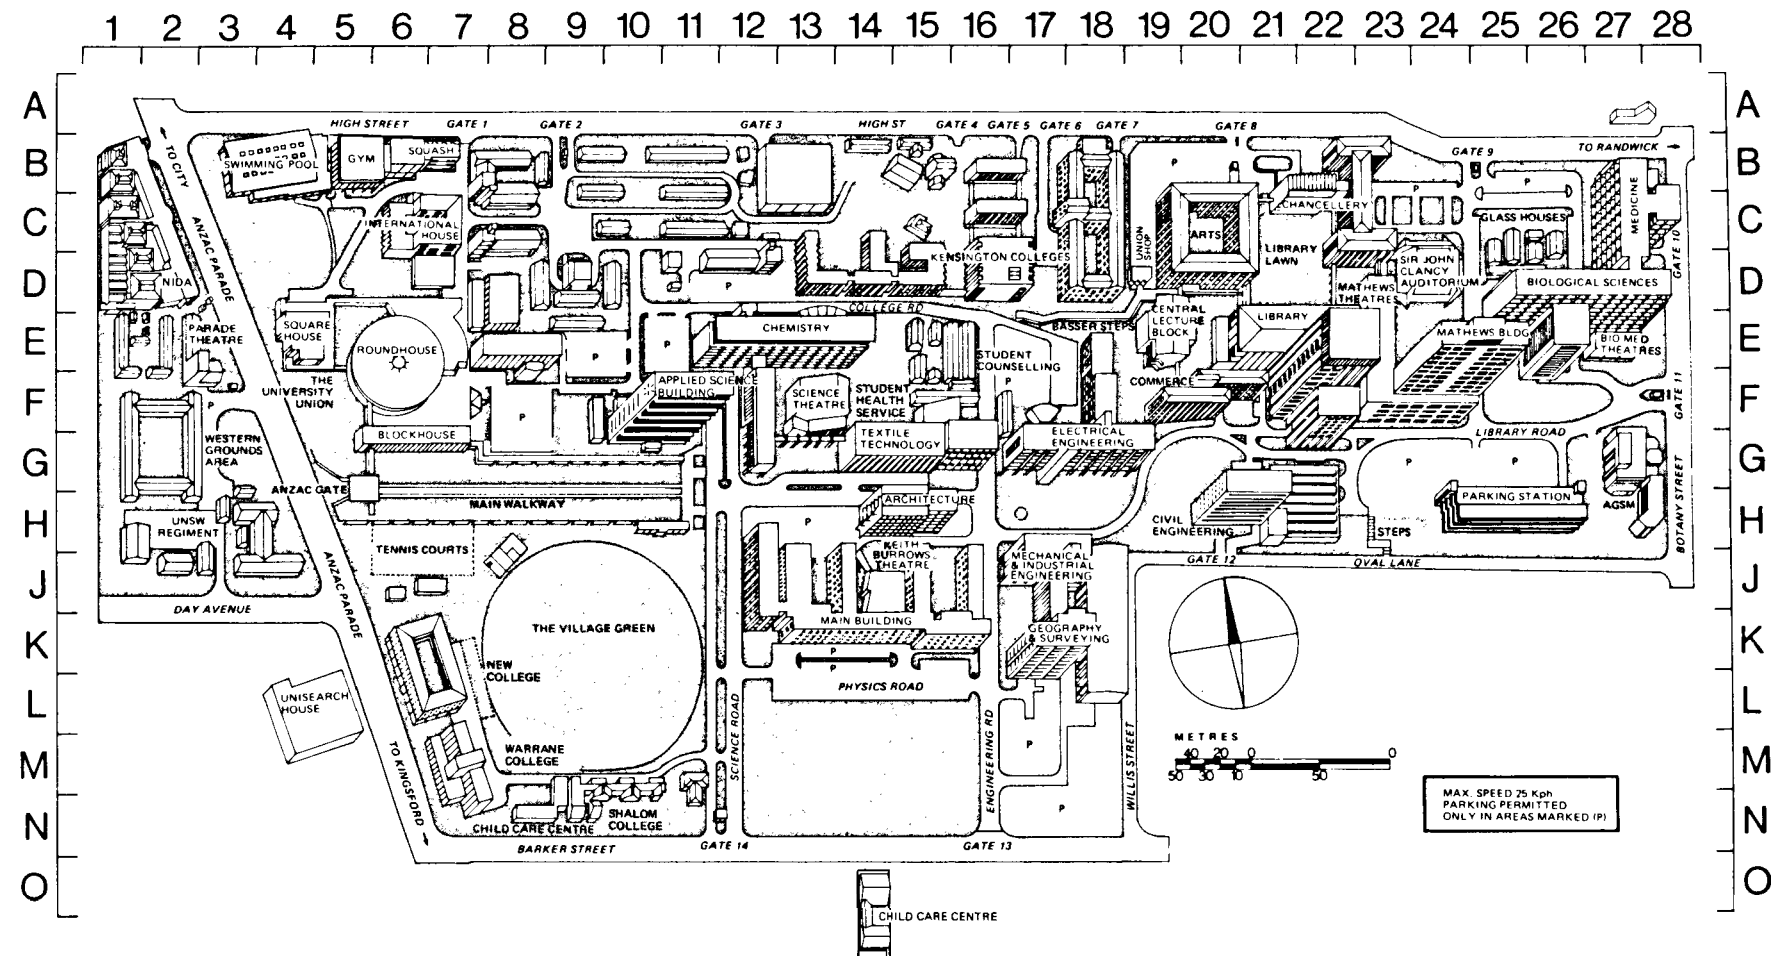 1 2 3 4 5 6 7 8 9 10 11 12 13 14 15 16 17 18 19 20 21 22 23 24 25 26 27 28
A
A
HIGH STREET
GATE 1
GATE 2
GATE 3
HIGH ST
GATE 4
GATE 5
GATE 6
GATE 7
GATE 8
GATE 9
TO RANDWICK
B
B
TO CITY
SWIMMING POOL
GYM
SQUASH
P
P
P
MEDICINE
CHANCELLERY
C
C
ANZAC PARADE
INTERNATIONAL
HOUSE
GLASS HOUSES
UNION
SHOP
ARTS
LIBRARY
LAWN
GATE 10
KENSINGTON COLLEGES
SIR JOHN
CLANCY
AUDITORIUM
D
D
NIDA
P
MATHEWS
THEATRES
BIOLOGICAL SCIENCES
COLLEGE RD
E
E
PARADE
THEATRE
SQUARE
HOUSE
ROUNDHOUSE
P
P
CHEMISTRY
BASSER STEPS
CENTRAL
LECTURE
BLOCK
LIBRARY
MATHEWS BLDG
BIO MED
THEATRES
STUDENT
COUNSELLING
P
THE
UNIVERSITY
UNION
APPLIED SCIENCE
BUILDING
SCIENCE
THEATRE
STUDENT
HEALTH
SERVICE
COMMERCE
F
F
P
P
GATE 11
WESTERN
GROUNDS
AREA
BLOCKHOUSE
TEXTILE
TECHNOLOGY
ELECTRICAL
ENGINEERING
LIBRARY ROAD
G
G
P
P
ANZAC GATE
MAIN WALKWAY
ARCHITECTURE
PARKING STATION
AGSM
BOTANY STREET
H
H
UNSW
REGIMENT
P
CIVIL
ENGINEERING
STEPS
TENNIS COURTS
KEITH
BURROWS
THEATRE
MECHANICAL
& INDUSTRIAL
ENGINEERING
GATE 12
OVAL LANE
J
J
DAY AVENUE
ANZAC PARADE
THE VILLAGE GREEN
MAIN BUILDING
GEOGRAPHY
& SURVEYING
K
K
P
P
NEW
COLLEGE
PHYSICS ROAD
UNISEARCH
HOUSE
L
L
SCIENCE ROAD
ENGINEERING RD
WILLIS STREET
METRES
40 20 0 0
50 30 10 50
M
M
TO KINGSFORD
WARRANE
COLLEGE
P
MAX. SPEED 25 Kph
PARKING PERMITTED
ONLY IN AREAS MARKED (P)
N
N
CHILD CARE CENTRE
SHALOM
COLLEGE
P
BARKER STREET
GATE 14
GATE 13
O
O
CHILD CARE CENTRE